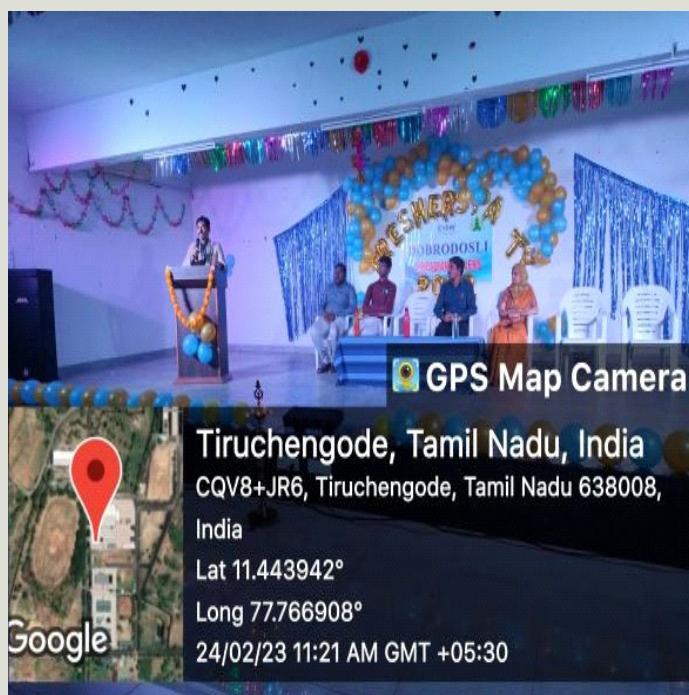 DOBRODOSLI
GPS Map Camera
Tiruchengode, Tamil Nadu, India
CQV8+JR6, Tiruchengode, Tamil Nadu 638008,
India
Lat 11.443942°
Long 77.766908°
24/02/23 11:21 AM GMT +05:30
Google